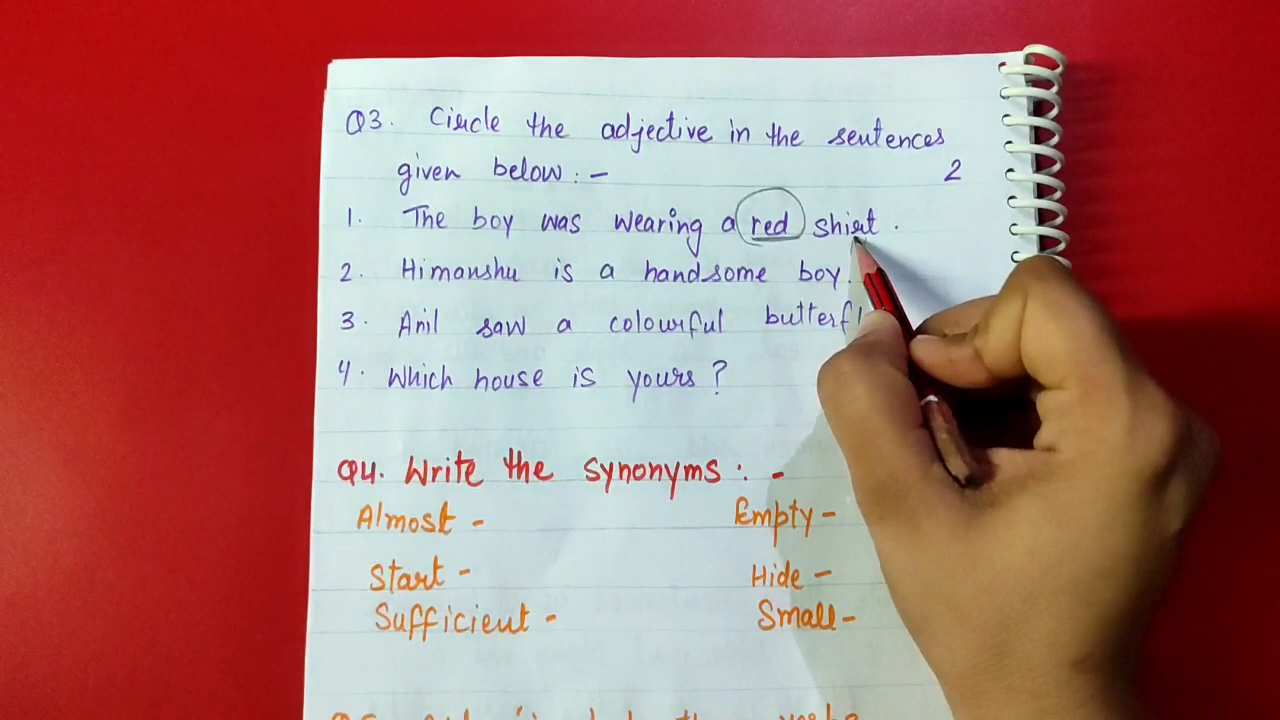 Q3. Circle the adjective in the sentences
given below:- 2
1. The boy was wearing a red shirt.
2. Himanshu is a handsome boy.
3. Anil saw a colourful
4. Which house is yours?
Q4. Write the synonyms:-
Almost - Empty -
Start - Hide -
Sufficient - Small -